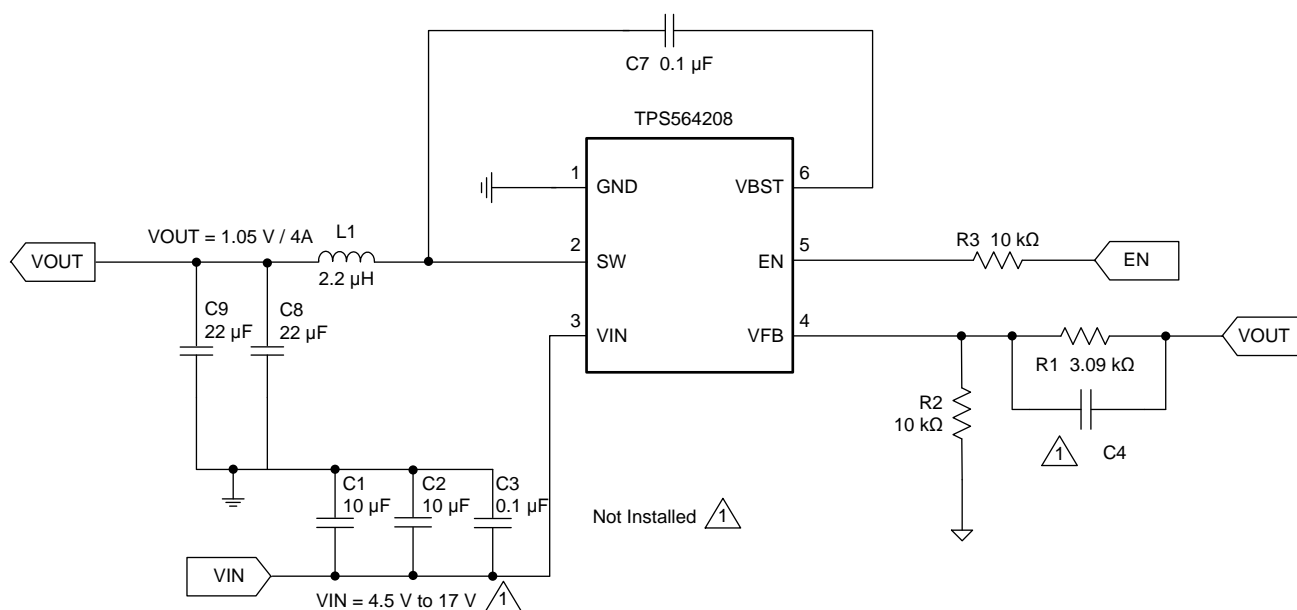 C7 0.1 µF
TPS564208
1
GND
VBST
6
VOUT
VOUT = 1.05 V / 4A
L1
2.2 µH
2
SW
EN
5
R3 10 kΩ
EN
C9
22 µF
C8
22 µF
3
VIN
VFB
4
VOUT
R1 3.09 kΩ
R2
10 kΩ
1
C4
C1
10 µF
C2
10 µF
C3
0.1 µF
Not Installed 1
VIN
VIN = 4.5 V to 17 V 1